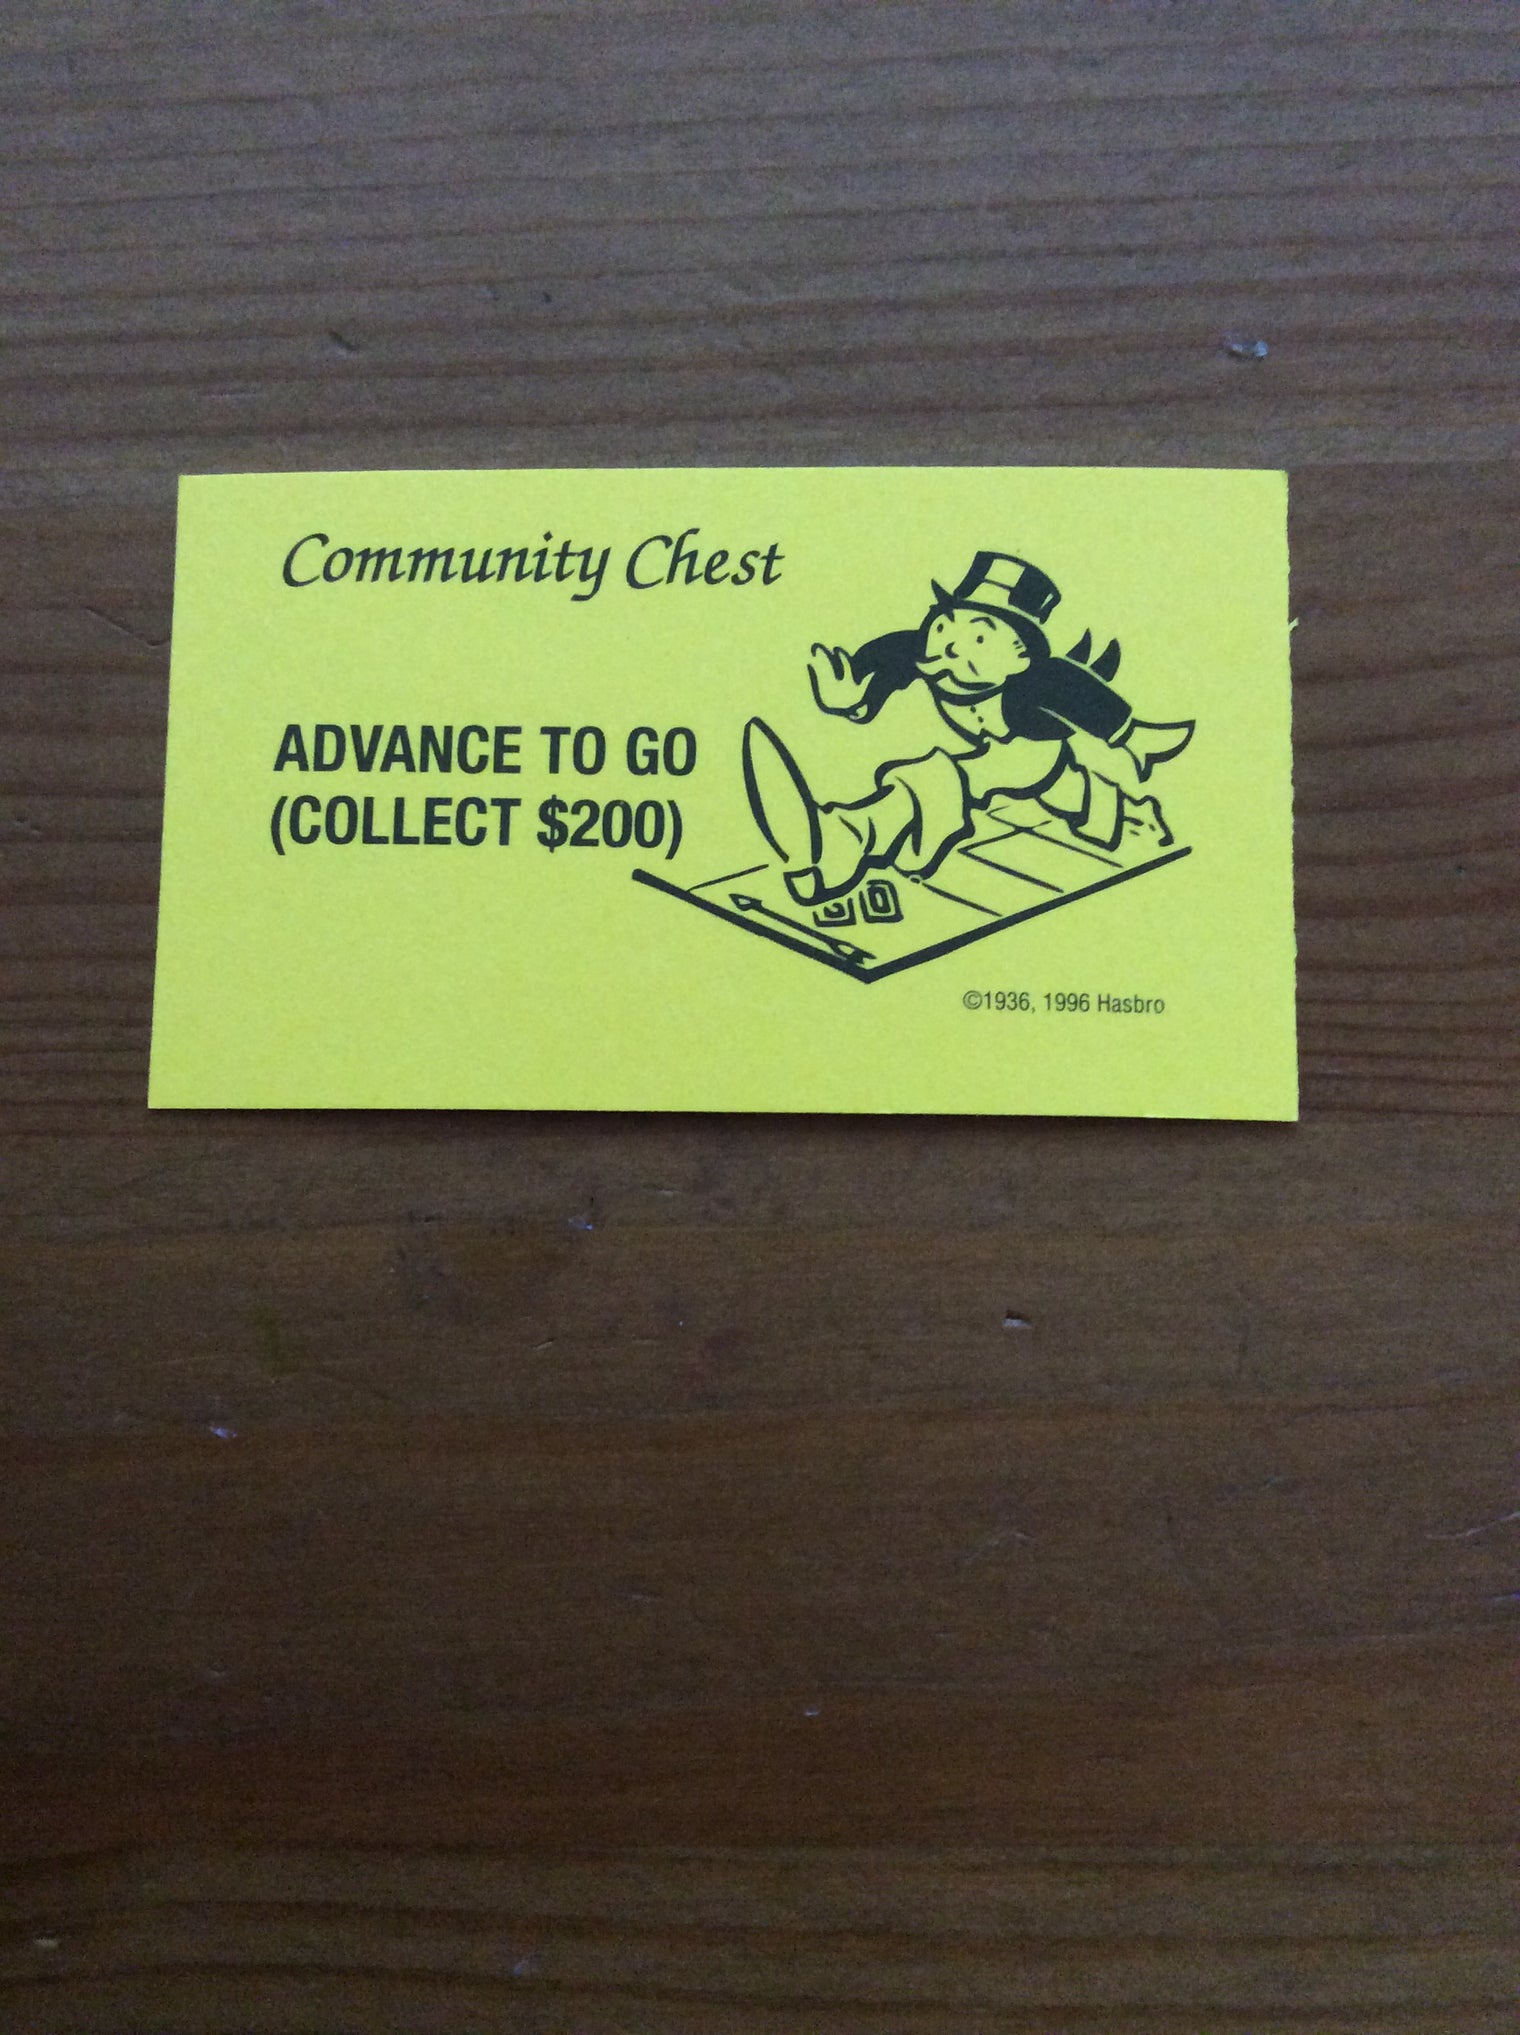 Community Chest
ADVANCE TO GO
(COLLECT $200)
©1936, 1996 Hasbro